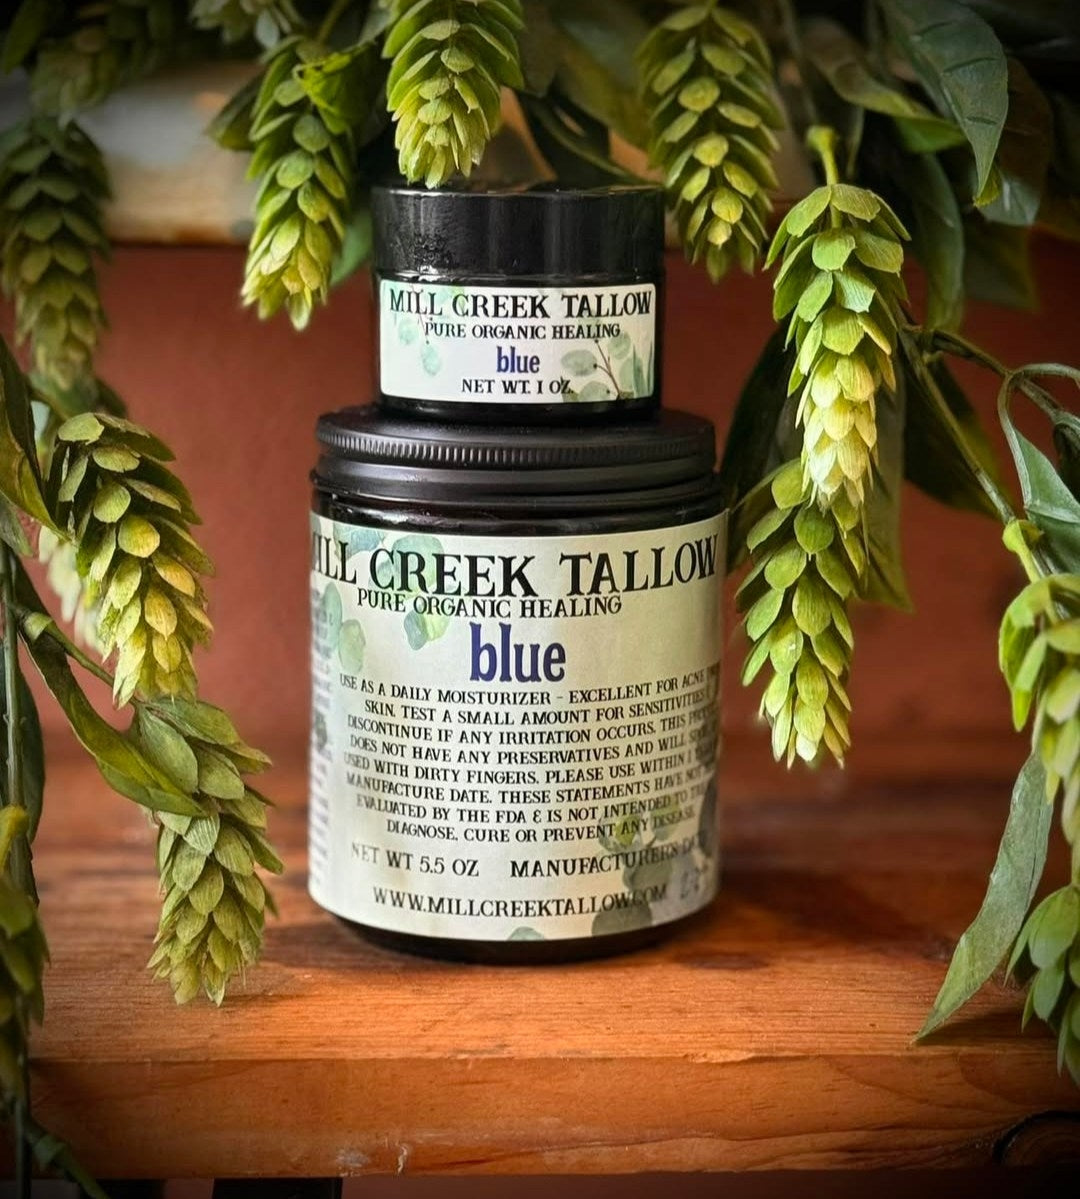 MILL CREEK TALLOW
PURE ORGANIC HEALING
blue
NET WT. 1 OZ.
MILL CREEK TALLOW
PURE ORGANIC HEALING
blue
USE AS A DAILY MOISTURIZER - EXCELLENT FOR ACNE
SKIN. TEST A SMALL AMOUNT FOR SENSITIVITIES
DISCONTINUE IF ANY IRRITATION OCCURS. THIS
DOES NOT HAVE ANY PRESERVATIVES AND WILL
USED WITH DIRTY FINGERS. PLEASE USE WITHIN 1
MANUFACTURE DATE. THESE STATEMENTS HAVE NOT
EVALUATED BY THE FDA & IS NOT INTENDED TO
DIAGNOSE, CURE OR PREVENT ANY DISEASE.
NET WT 5.5 OZ MANUFACTURER'S
WWW.MILLCREEKTALLOW.COM